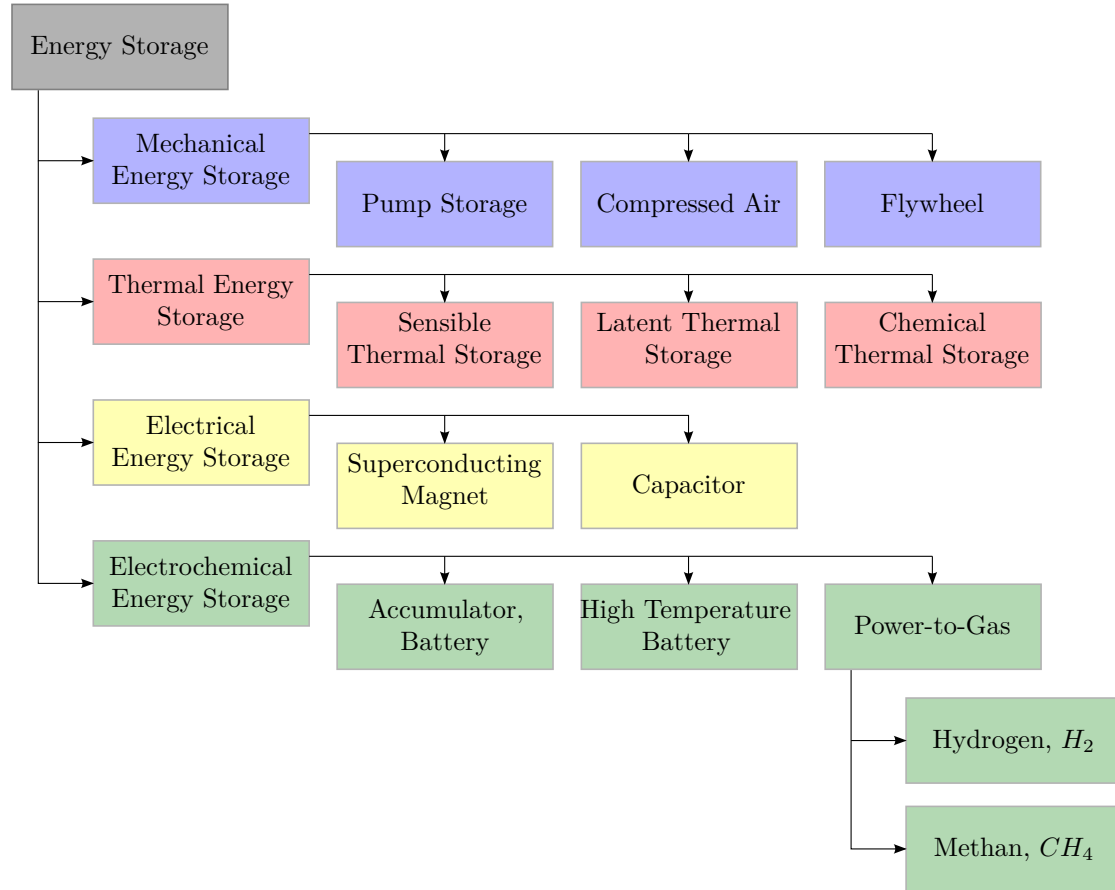 Energy Storage
Mechanical
Energy Storage
Pump Storage
Compressed Air
Flywheel
Thermal Energy
Storage
Sensible
Thermal Storage
Latent Thermal
Storage
Chemical
Thermal Storage
Electrical
Energy Storage
Superconducting
Magnet
Capacitor
Electrochemical
Energy Storage
Accumulator,
Battery
High Temperature
Battery
Power-to-Gas
Hydrogen, H₂
Methan, CH₄